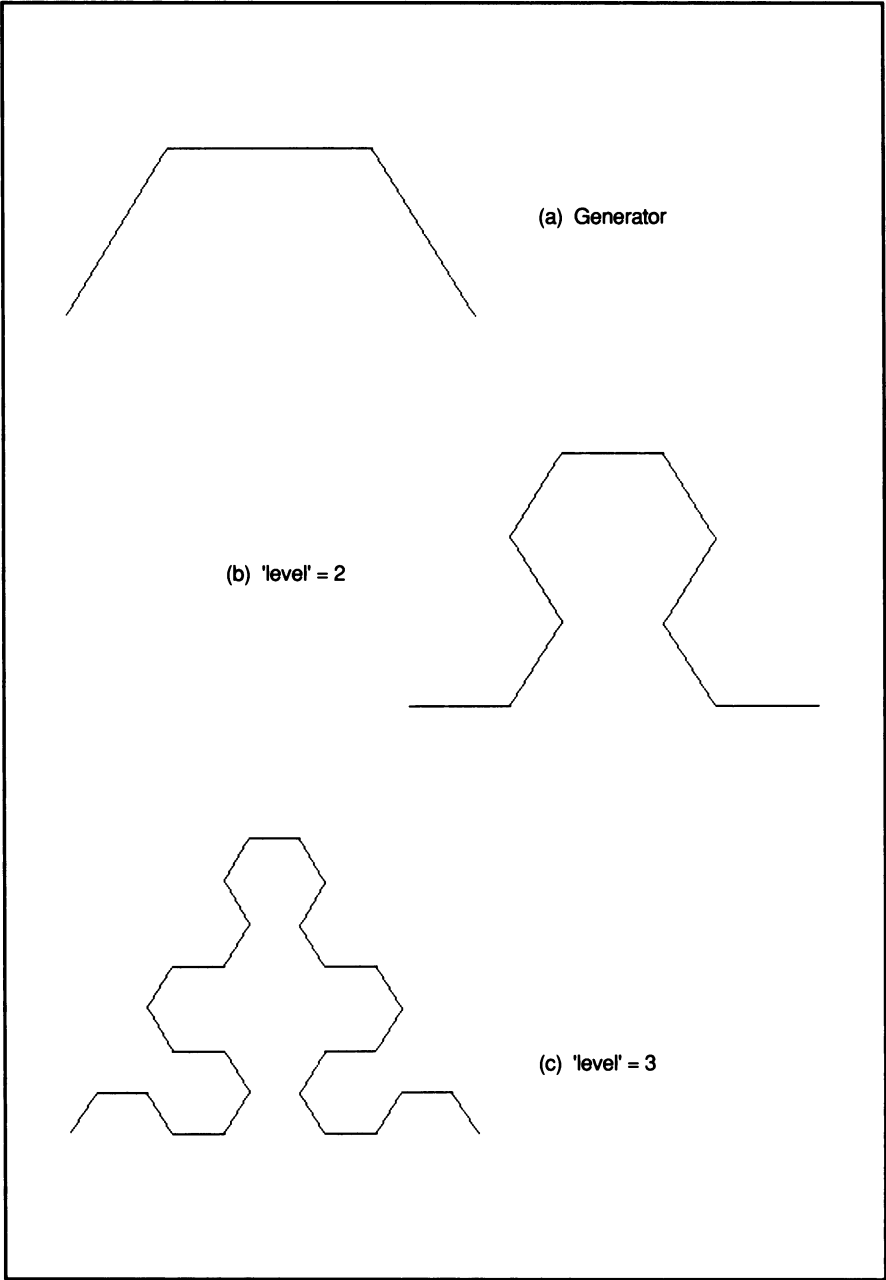 (a) Generator
(b) 'level' = 2
(c) 'level' = 3